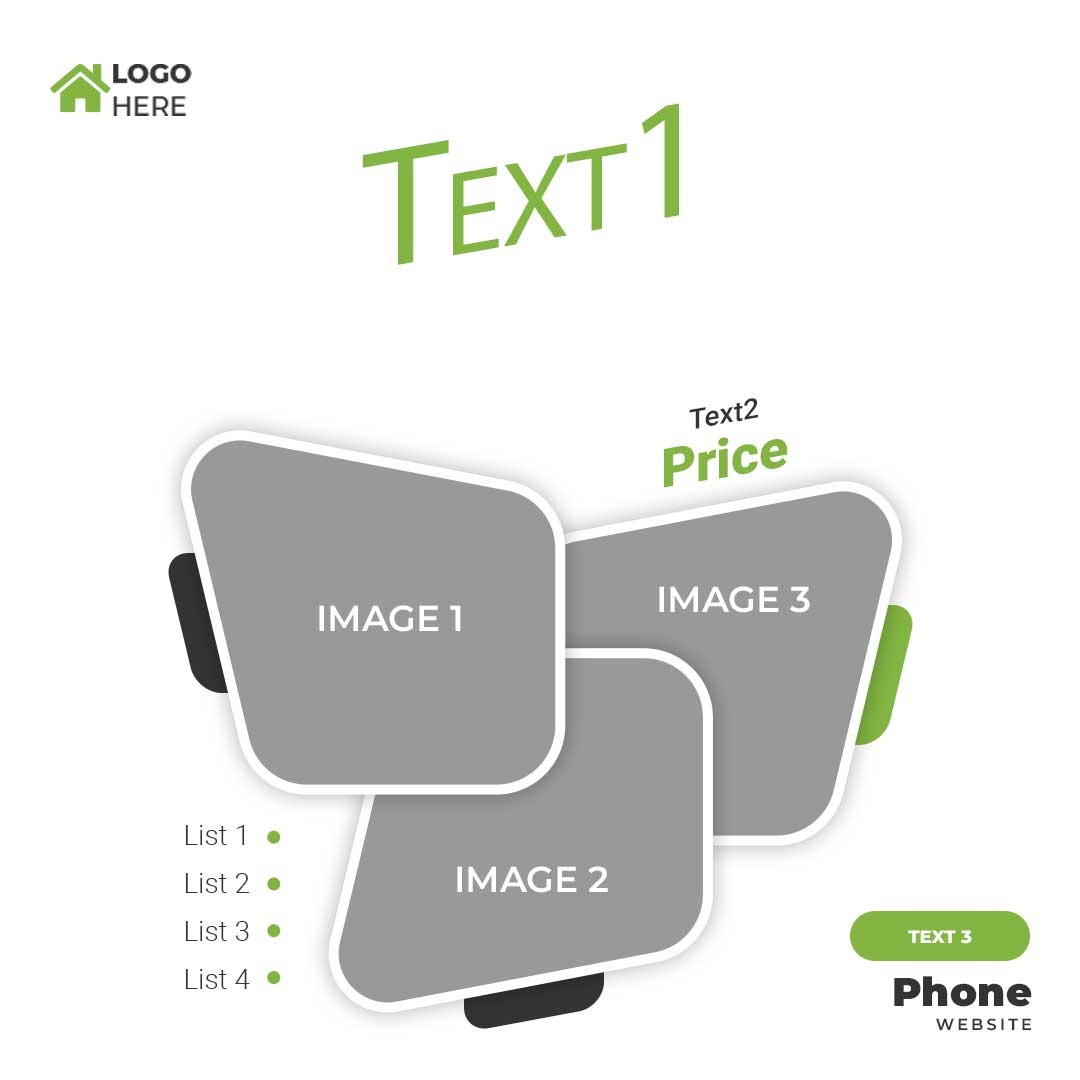 LOGO
HERE
Text1
Text2
Price
IMAGE 1
IMAGE 3
IMAGE 2
List 1
List 2
List 3
List 4
TEXT 3
Phone
WEBSITE